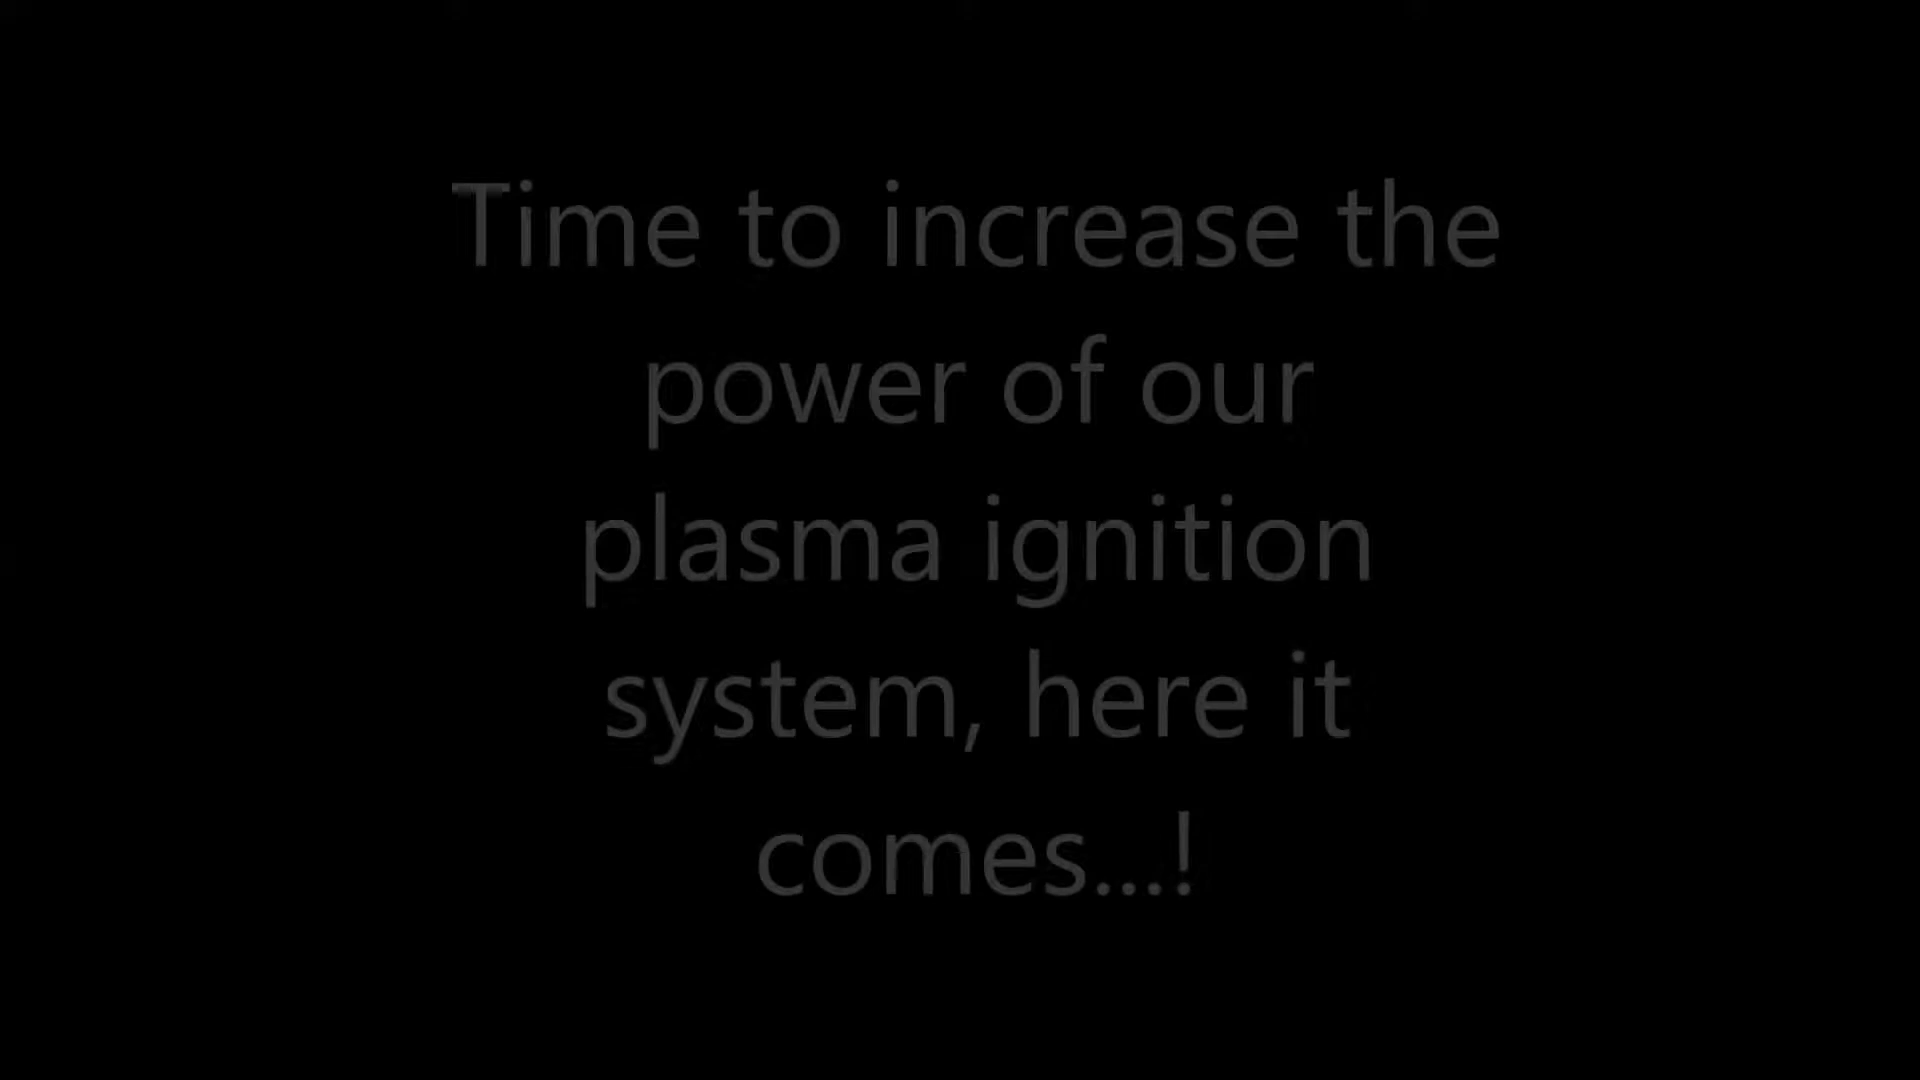 Time to increase the
power of our
plasma ignition
system, here it
comes...!